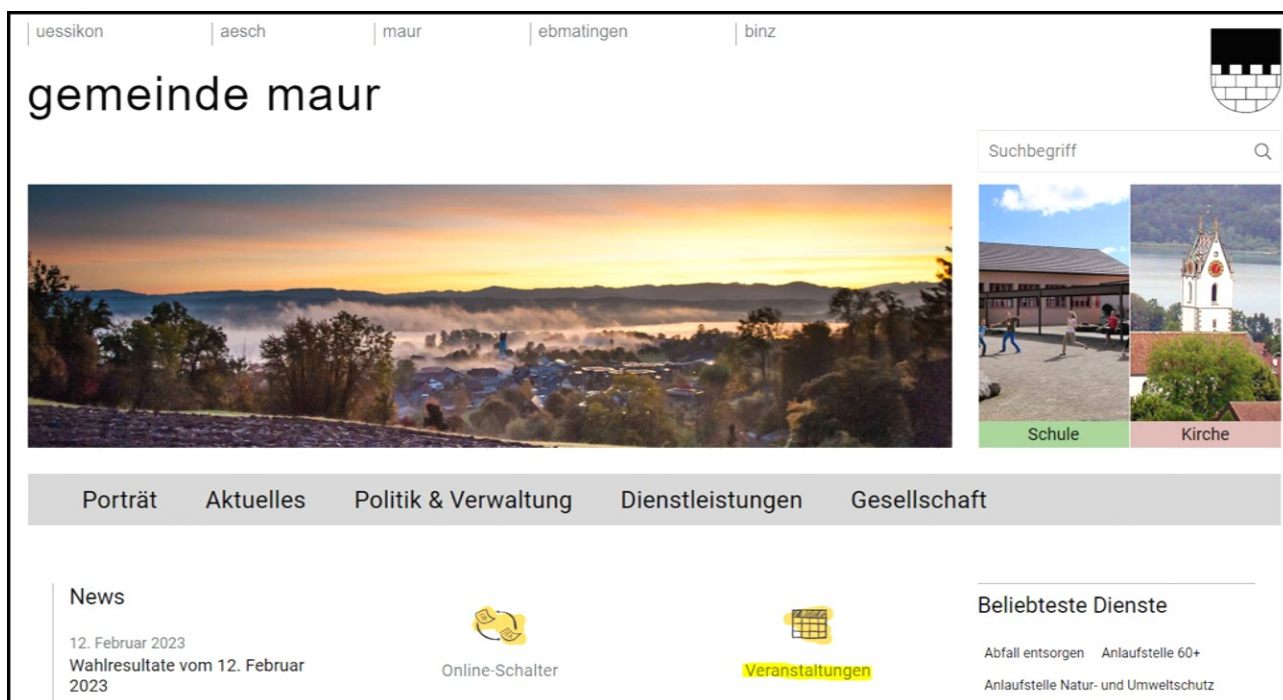 uessikon
aesch
maur
ebmatingen
binz
gemeinde maur
Suchbegriff
Schule
Kirche
Porträt
Aktuelles
Politik & Verwaltung
Dienstleistungen
Gesellschaft
News
12. Februar 2023
Wahlresultate vom 12. Februar
2023
Online-Schalter
Veranstaltungen
Beliebteste Dienste
Abfall entsorgen
Anlaufstelle 60+
Anlaufstelle Natur- und Umweltschutz